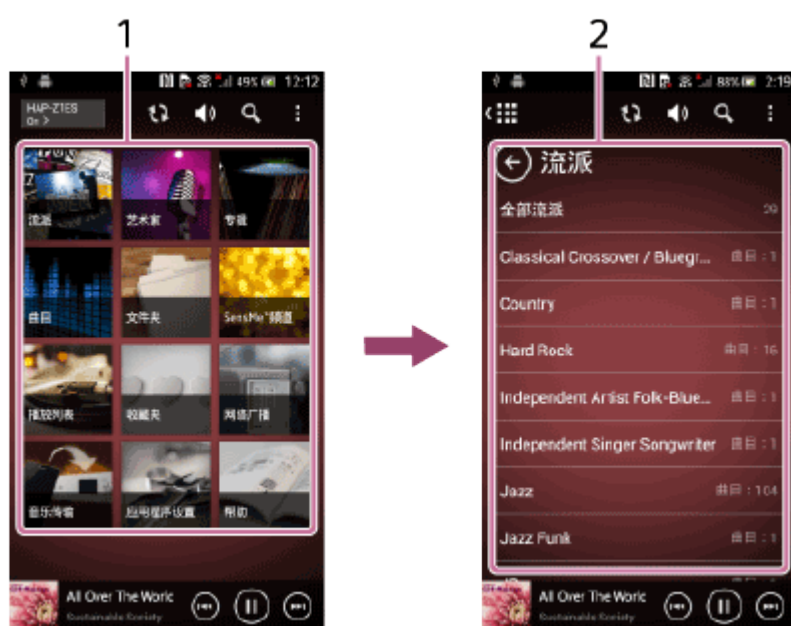 1
2
49% 12:12
HAP-Z1ES
On >
流派
艺术家
专辑
曲目
文件夹
SensMe™频道
播放列表
收藏夹
网络广播
音乐传输
应用程序设置
帮助
All Over The World
Sustainable Society
88% 2:19
流派
全部流派 29
Classical Crossover / Bluegr... 曲目：1
Country 曲目：1
Hard Rock 曲目：16
Independent Artist Folk-Blue... 曲目：1
Independent Singer Songwriter 曲目：1
Jazz 曲目：104
Jazz Funk 曲目：1
All Over The World
Sustainable Society